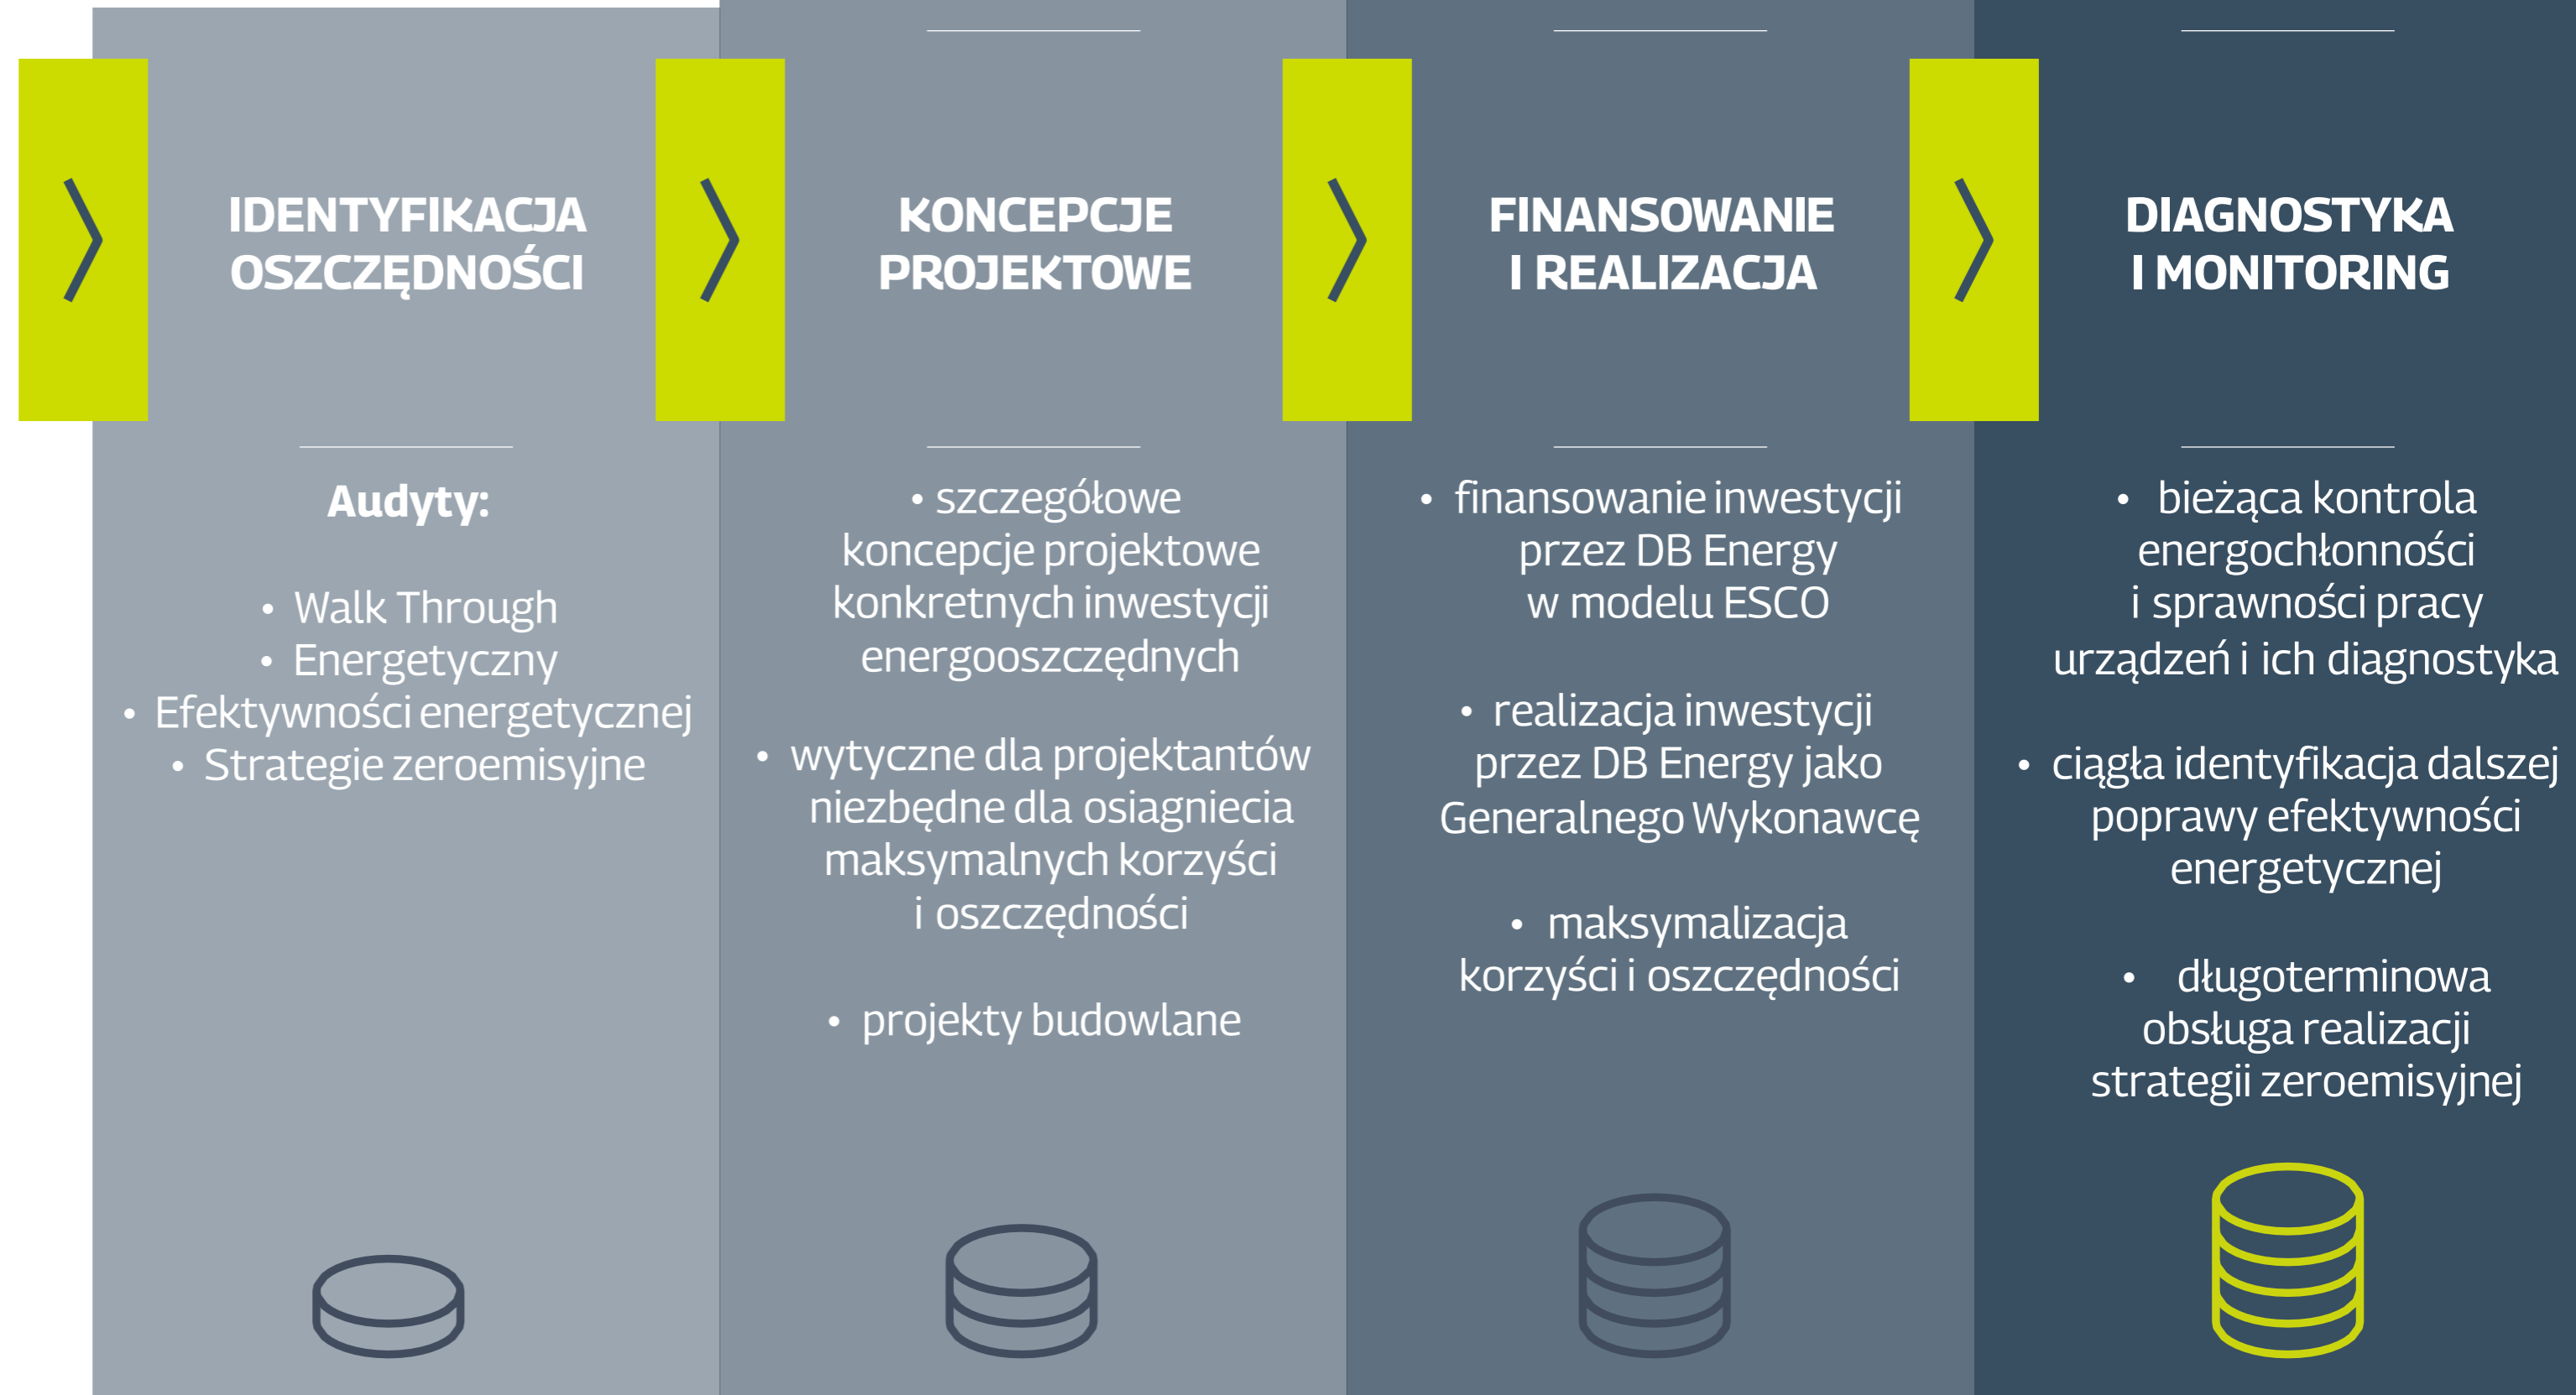 IDENTYFIKACJA
OSZCZĘDNOŚCI
Audyty:
• Walk Through
• Energetyczny
• Efektywności energetycznej
• Strategie zeroemisyjne
KONCEPCJE
PROJEKTOWE
• szczegółowe
koncepcje projektowe
konkretnych inwestycji
energooszczędnych
• wytyczne dla projektantów
niezbędne dla osiagniecia
maksymalnych korzyści
i oszczędności
• projekty budowlane
FINANSOWANIE
I REALIZACJA
• finansowanie inwestycji
przez DB Energy
w modelu ESCO
• realizacja inwestycji
przez DB Energy jako
Generalnego Wykonawcę
• maksymalizacja
korzyści i oszczędności
DIAGNOSTYKA
I MONITORING
• bieżąca kontrola
energochłonności
i sprawności pracy
urządzeń i ich diagnostyka
• ciągła identyfikacja dalszej
poprawy efektywności
energetycznej
• długoterminowa
obsługa realizacji
strategii zeroemisyjnej